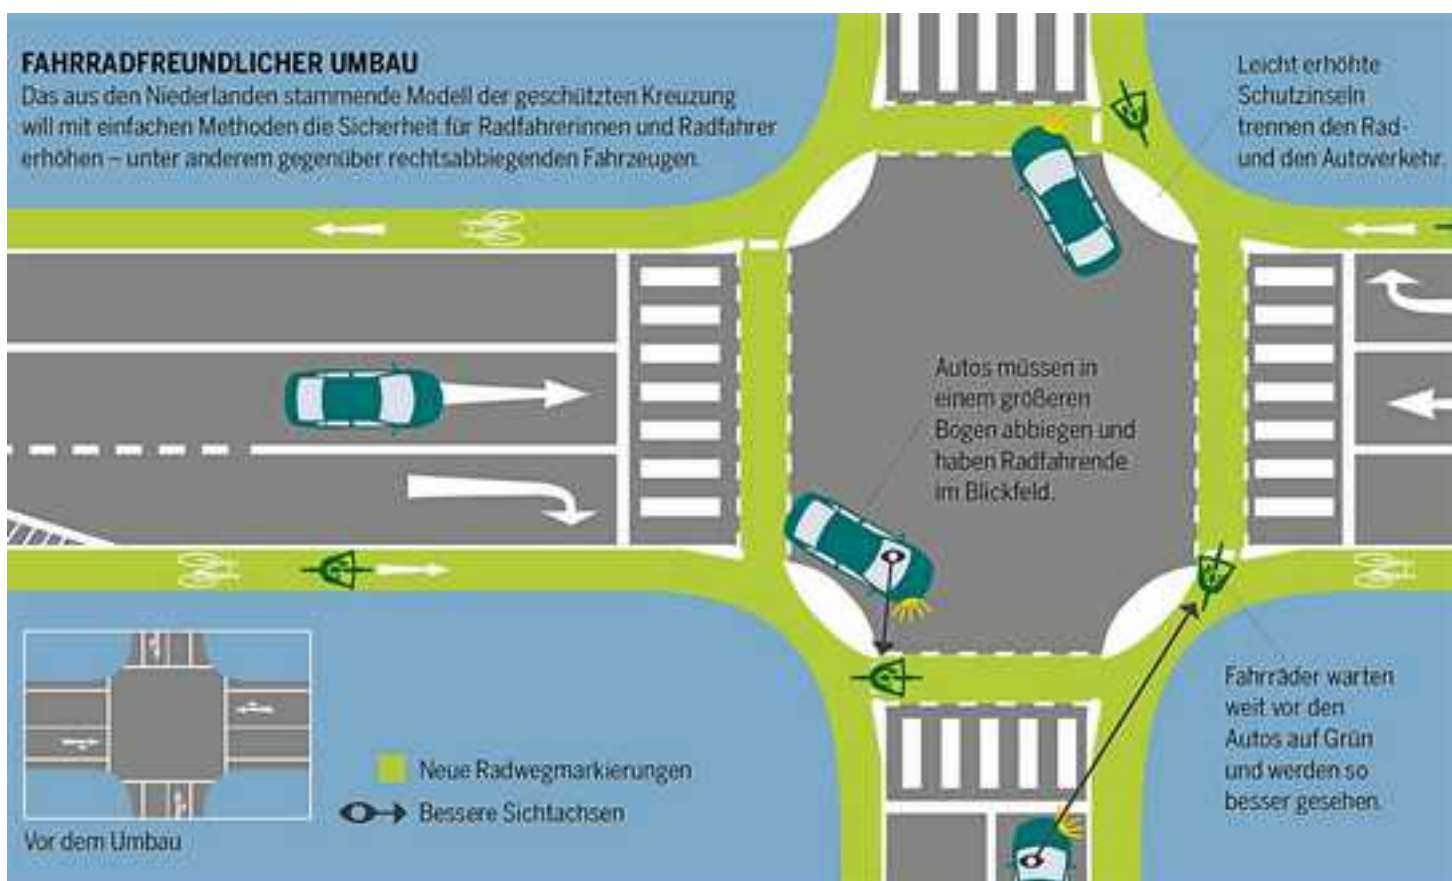 FAHRRADFREUNDLICHER UMBAU
Das aus den Niederlanden stammende Modell der geschützten Kreuzung
will mit einfachen Methoden die Sicherheit für Radfahrerinnen und Radfahrer
erhöhen – unter anderem gegenüber rechtsabbiegenden Fahrzeugen.
Leicht erhöhte
Schutzinseln
trennen den Rad-
und den Autoverkehr.
Autos müssen in
einem größeren
Bogen abbiegen und
haben Radfahrende
im Blickfeld.
Fahrräder warten
weit vor den
Autos auf Grün
und werden so
besser gesehen.
Neue Radwegmarkierungen
Bessere Sichtachsen
Vor dem Umbau